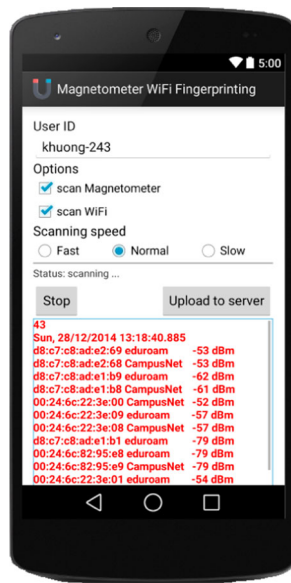 5:00
Magnetometer WiFi Fingerprinting
User ID
khuong-243
Options
scan Magnetometer
scan WiFi
Scanning speed
Fast Normal Slow
Status: scanning ...
Stop Upload to server
43
Sun, 28/12/2014 13:18:40.885
d8:c7:c8:ad:e2:69 eduroam -53 dBm
d8:c7:c8:ad:e2:68 CampusNet -53 dBm
d8:c7:c8:ad:e1:b9 eduroam -62 dBm
d8:c7:c8:ad:e1:b8 CampusNet -61 dBm
00:24:6c:22:3e:00 CampusNet -52 dBm
00:24:6c:22:3e:09 eduroam -57 dBm
00:24:6c:22:3e:08 CampusNet -57 dBm
d8:c7:c8:ad:e1:b1 eduroam -79 dBm
00:24:6c:82:95:e8 eduroam -79 dBm
00:24:6c:82:95:e9 CampusNet -79 dBm
00:24:6c:22:3e:01 eduroam -54 dBm